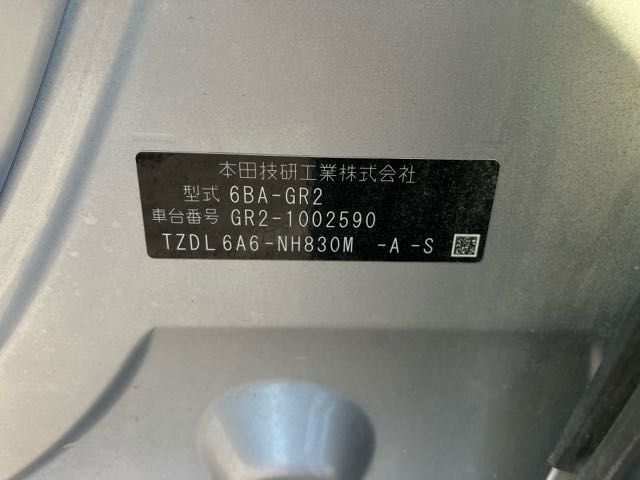 本田技研工業株式会社
型式 6BA-GR2
車台番号 GR2-1002590
TZDL6A6-NH830M -A-S